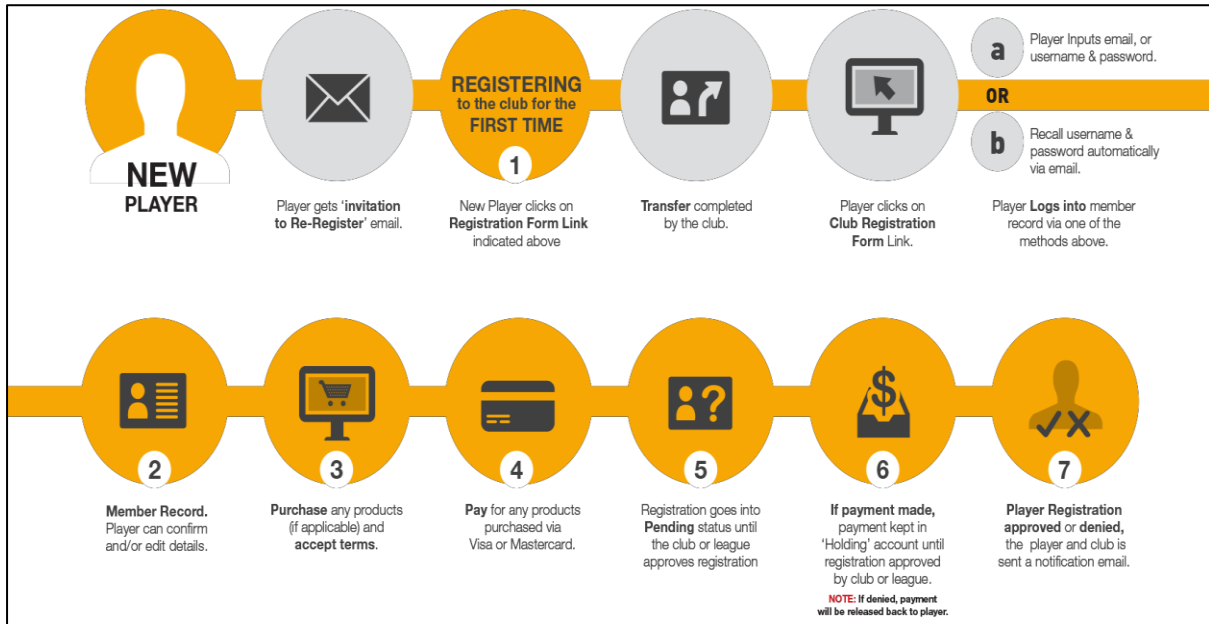 NEW
PLAYER
Player gets ‘invitation
to Re-Register’ email.
REGISTERING
to the club for the
FIRST TIME
1
New Player clicks on
Registration Form Link
indicated above
Transfer completed
by the club.
Player clicks on
Club Registration
Form Link.
a
Player Inputs email, or
username & password.
OR
b
Recall username &
password automatically
via email.
Player Logs into member
record via one of the
methods above.
2
Member Record.
Player can confirm
and/or edit details.
3
Purchase any products
(if applicable) and
accept terms.
4
Pay for any products
purchased via
Visa or Mastercard.
5
Registration goes into
Pending status until
the club or league
approves registration
$
6
If payment made,
payment kept in
‘Holding’ account until
registration approved
by club or league.
NOTE: If denied, payment
will be released back to player.
7
Player Registration
approved or denied,
the player and club is
sent a notification email.